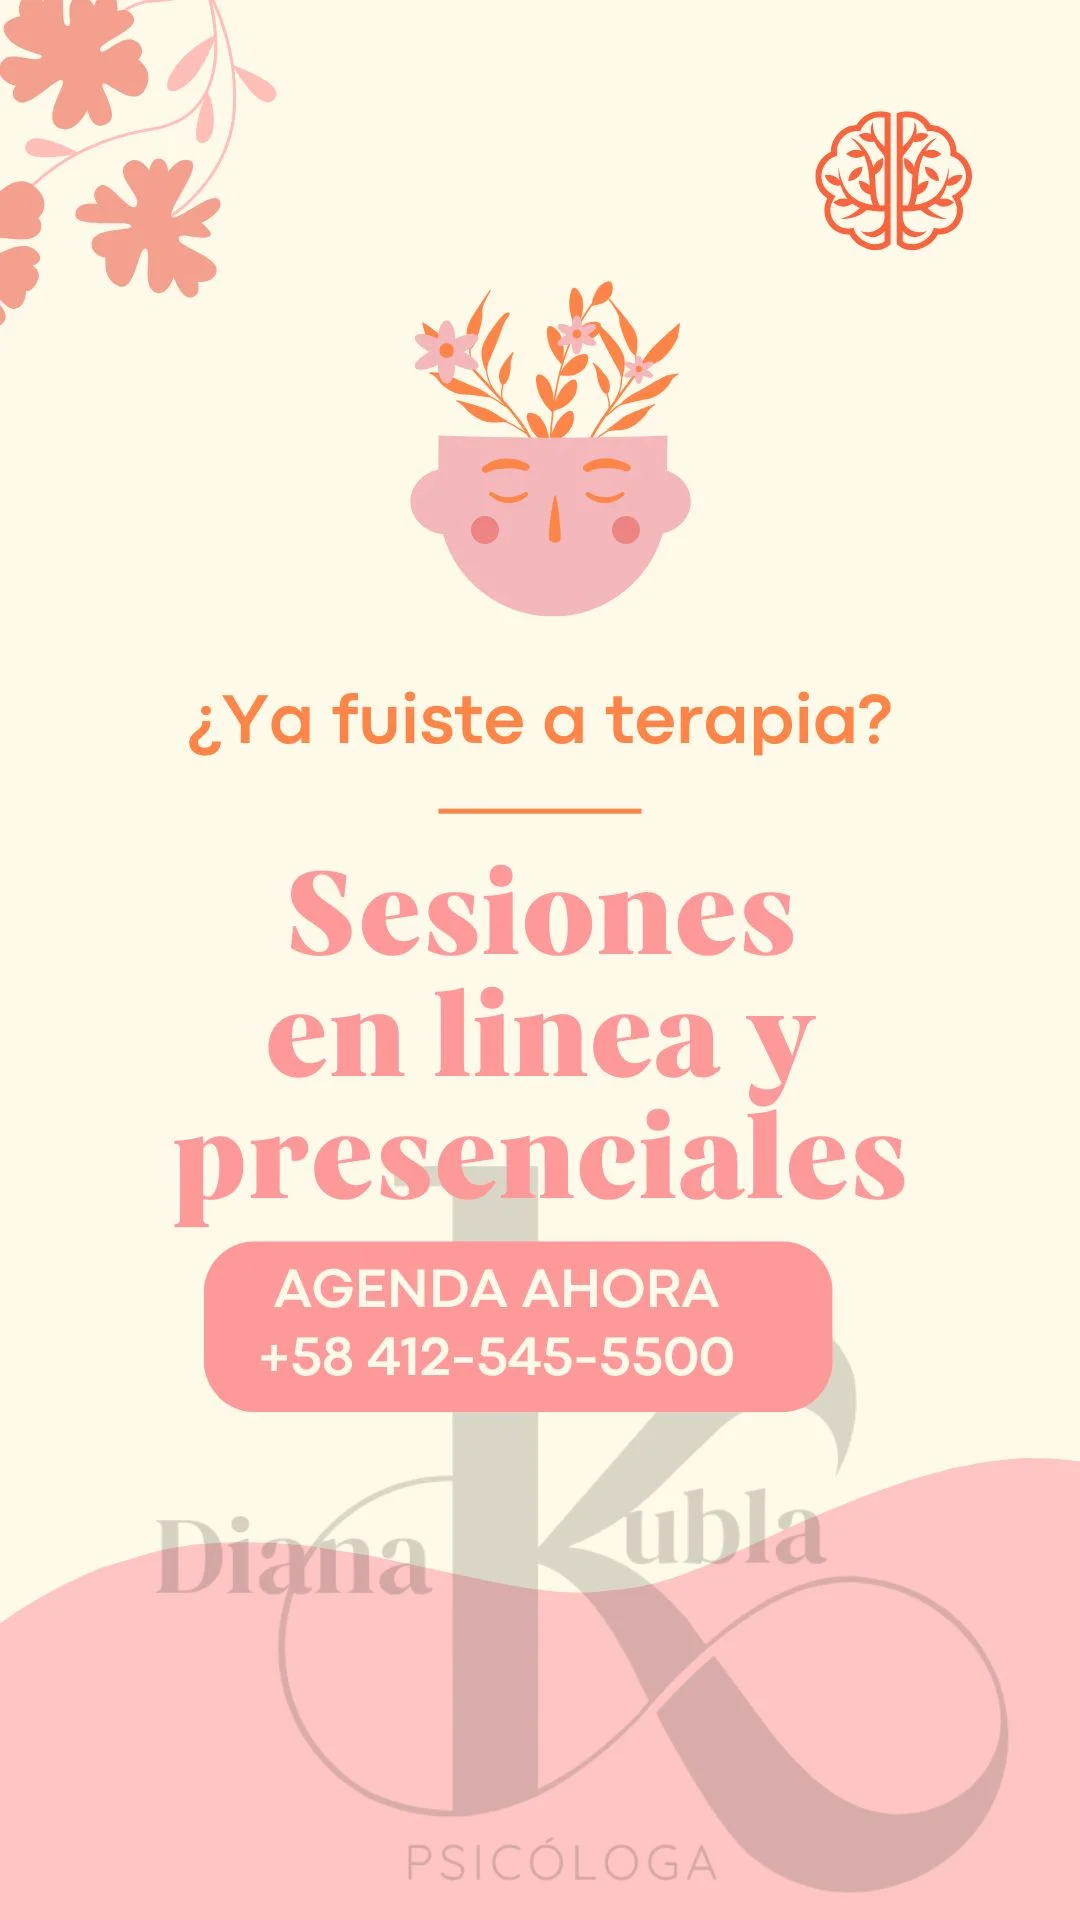 ¿Ya fuiste a terapia?
Sesiones
en linea y
presenciales
AGENDA AHORA
+58 412-545-5500
Diana Kubla
PSICÓLOGA